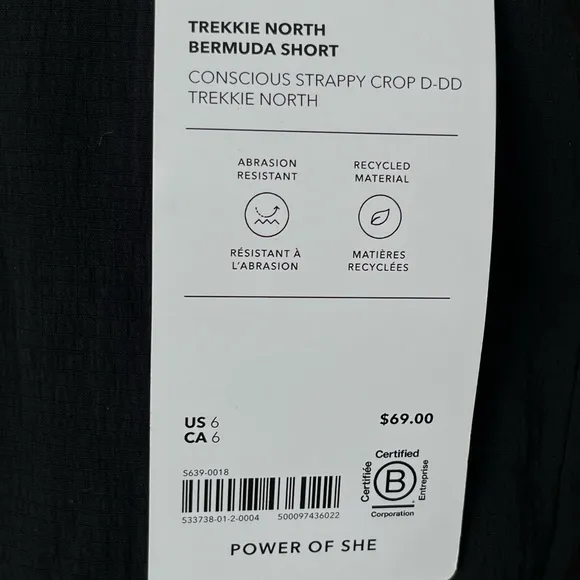 TREKKIE NORTH
BERMUDA SHORT
CONSCIOUS STRAPPY CROP D-DD
TREKKIE NORTH
ABRASION
RESISTANT
RÉSISTANT À
L'ABRASION
RECYCLED
MATERIAL
MATIÈRES
RECYCLÉES
US 6
CA 6
$69.00
S639-0018
533738-01-2-0004 500097436022
Certified
Certifiée
B
Entreprise
Corporation
POWER OF SHE